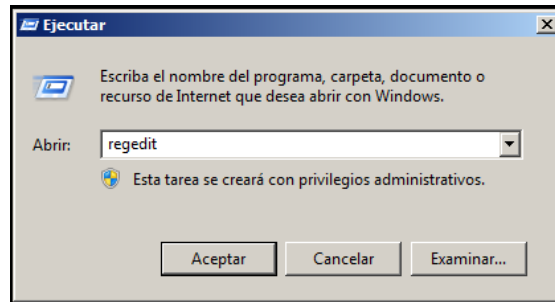 Ejecutar
Escriba el nombre del programa, carpeta, documento o
recurso de Internet que desea abrir con Windows.
Abrir: regedit
Esta tarea se creará con privilegios administrativos.
Aceptar Cancelar Examinar...